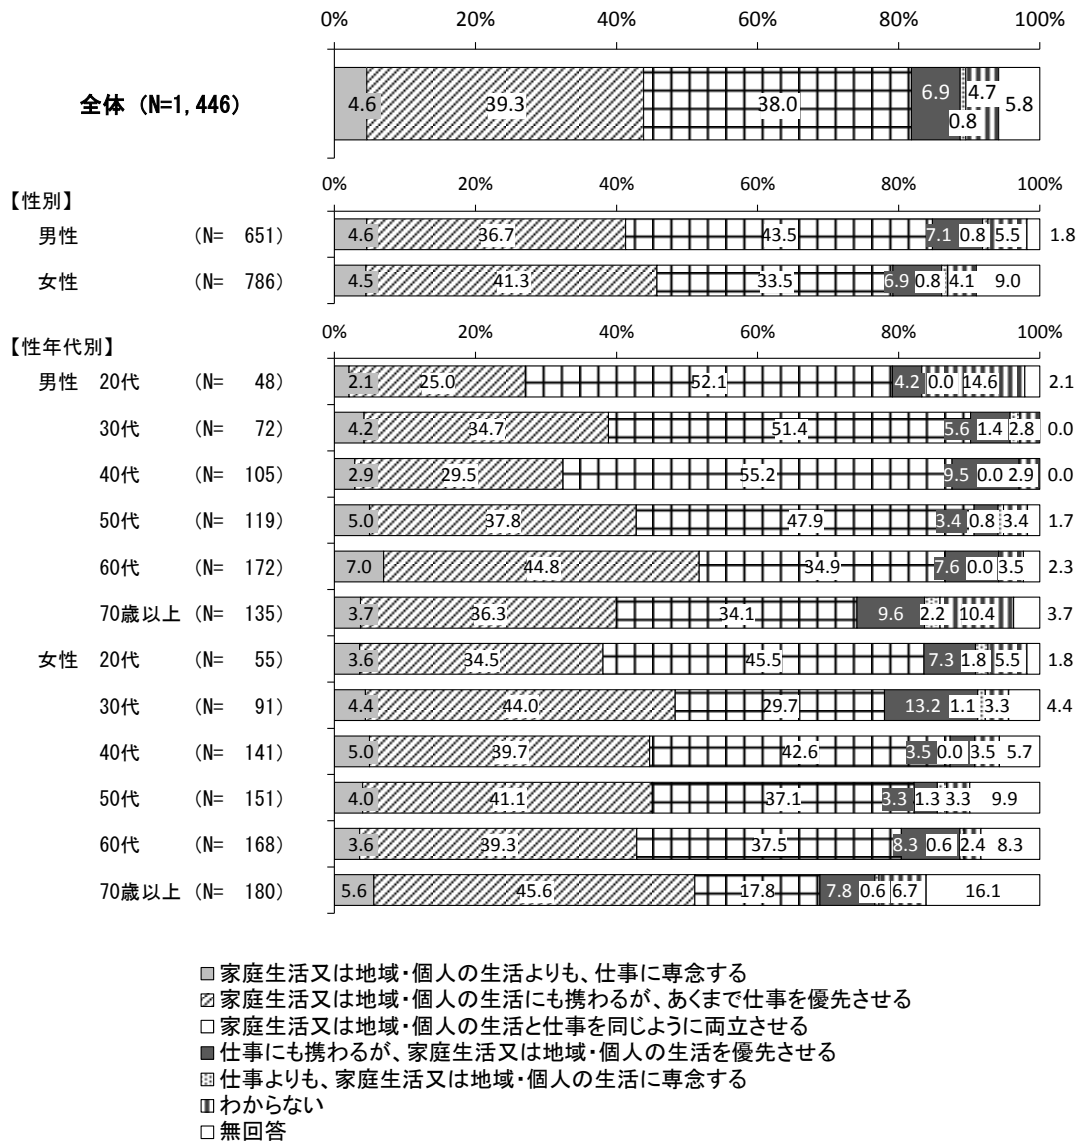 0% 20% 40% 60% 80% 100%
全体 (N=1,446) 4.6 39.3 38.0 6.9 0.8 4.7 5.8
0% 20% 40% 60% 80% 100%
【性別】
男性 (N= 651) 4.6 36.7 43.5 7.1 0.8 5.5 1.8
女性 (N= 786) 4.5 41.3 33.5 6.9 0.8 4.1 9.0
0% 20% 40% 60% 80% 100%
【性年代別】
男性 20代 (N= 48) 2.1 25.0 52.1 4.2 0.0 14.6 2.1
30代 (N= 72) 4.2 34.7 51.4 5.6 1.4 2.8 0.0
40代 (N= 105) 2.9 29.5 55.2 9.5 0.0 2.9 0.0
50代 (N= 119) 5.0 37.8 47.9 3.4 0.8 3.4 1.7
60代 (N= 172) 7.0 44.8 34.9 7.6 0.0 3.5 2.3
70歳以上 (N= 135) 3.7 36.3 34.1 9.6 2.2 10.4 3.7
女性 20代 (N= 55) 3.6 34.5 45.5 7.3 1.8 5.5 1.8
30代 (N= 91) 4.4 44.0 29.7 13.2 1.1 3.3 4.4
40代 (N= 141) 5.0 39.7 42.6 3.5 0.0 3.5 5.7
50代 (N= 151) 4.0 41.1 37.1 3.3 1.3 3.3 9.9
60代 (N= 168) 3.6 39.3 37.5 8.3 0.6 2.4 8.3
70歳以上 (N= 180) 5.6 45.6 17.8 7.8 0.6 6.7 16.1
家庭生活又は地域・個人の生活よりも、仕事に専念する
家庭生活又は地域・個人の生活にも携わるが、あくまで仕事を優先させる
家庭生活又は地域・個人の生活と仕事を同じように両立させる
仕事にも携わるが、家庭生活又は地域・個人の生活を優先させる
仕事よりも、家庭生活又は地域・個人の生活に専念する
わからない
無回答